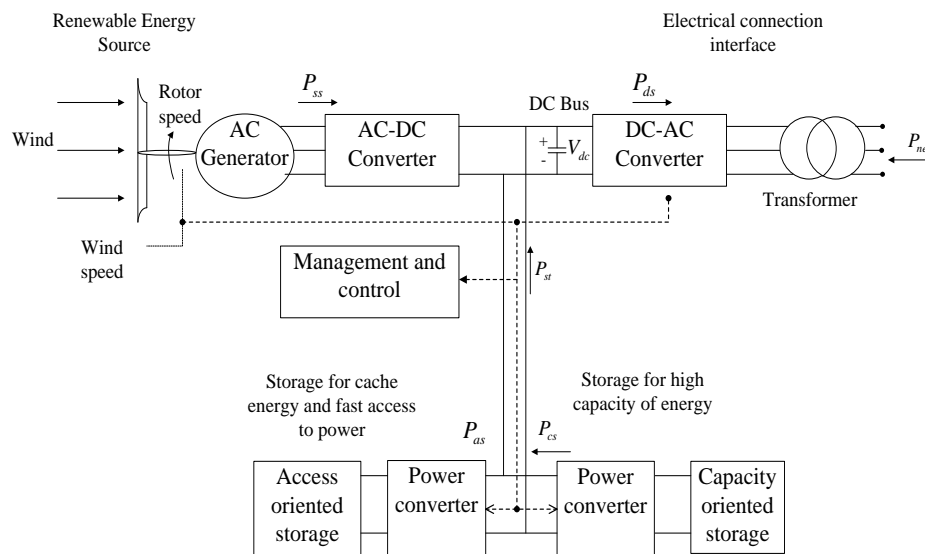 Renewable Energy
Source
Electrical connection
interface
P_ss
P_ds
DC Bus
Rotor
speed
Wind
AC
Generator
AC-DC
Converter
+
-
V_dc
DC-AC
Converter
P_ne
Transformer
Wind
speed
Management and
control
P_st
Storage for cache
energy and fast access
to power
Storage for high
capacity of energy
P_as
P_cs
Access
oriented
storage
Power
converter
Power
converter
Capacity
oriented
storage